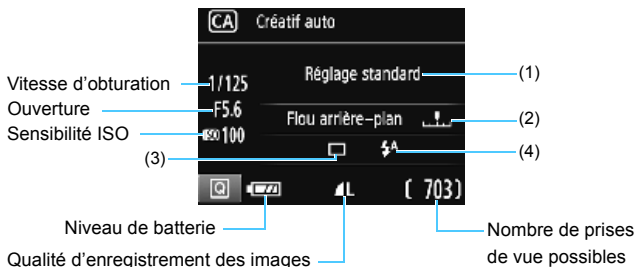 CA Créatif auto
Réglage standard (1)
Vitesse d'obturation 1/125
Ouverture F5.6
Flou arrière-plan (2)
Sensibilité ISO ISO 100
(3)
(4)
Q L [ 703]
Niveau de batterie
Nombre de prises
de vue possibles
Qualité d'enregistrement des images